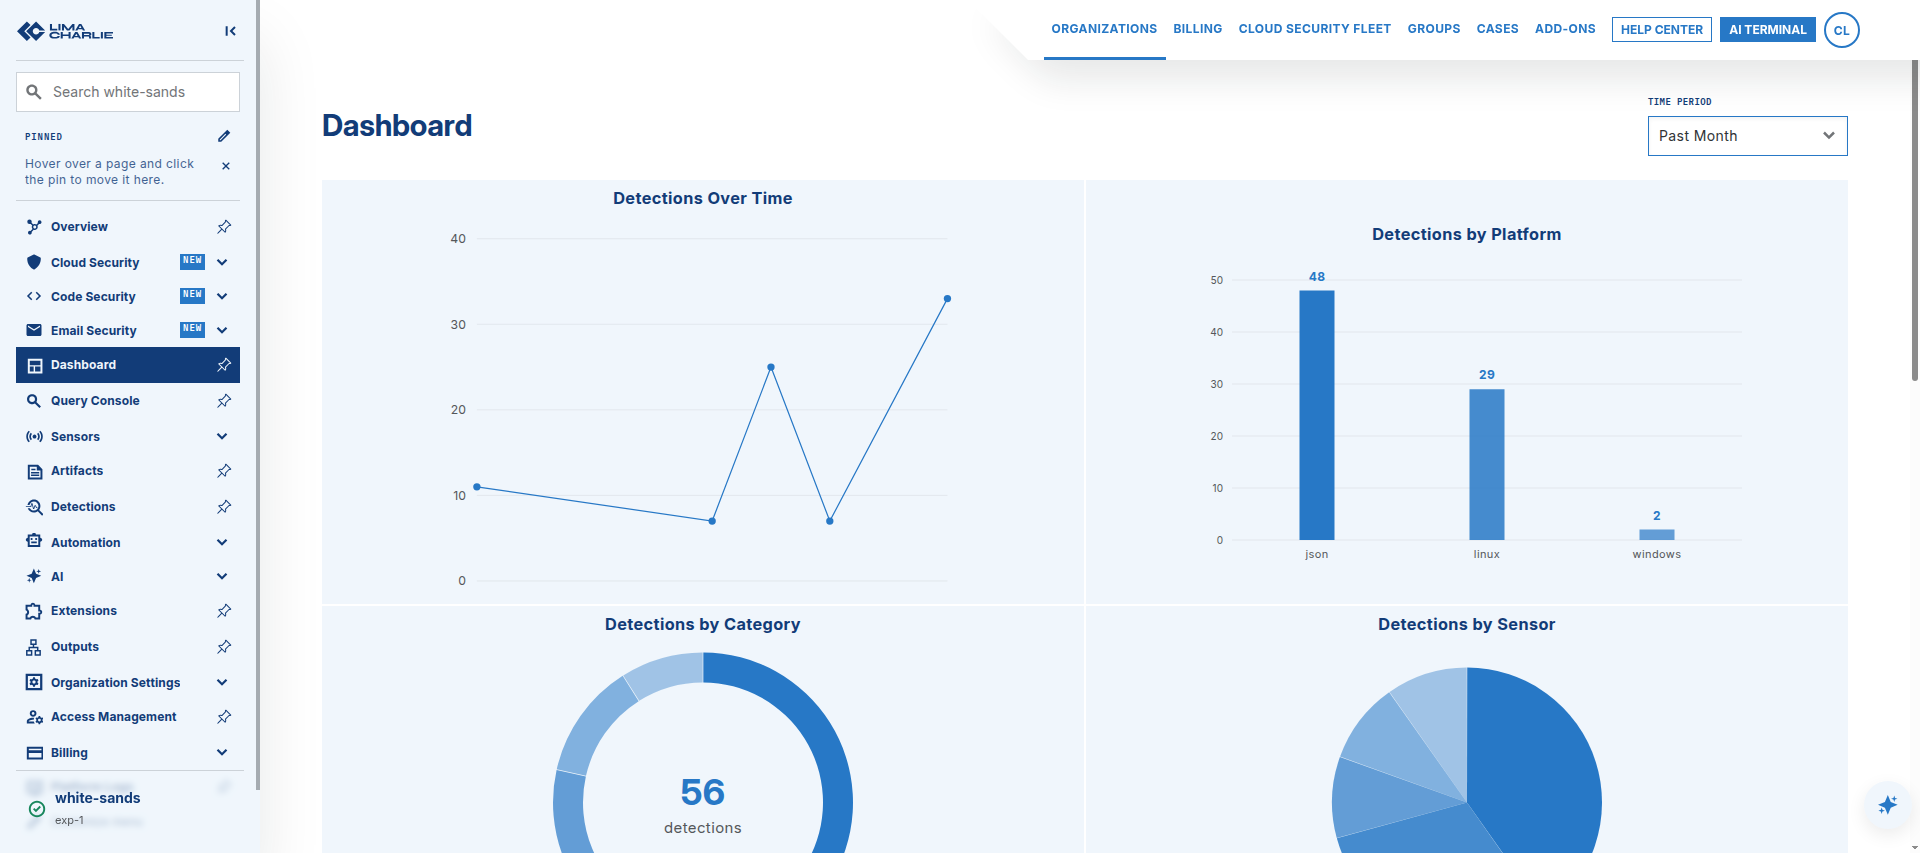 LIMA
CHARLIE
Search white-sands
PINNED
Hover over a page and click
the pin to move it here.
Overview
Cloud Security NEW
Code Security NEW
Email Security NEW
Dashboard
Query Console
Sensors
Artifacts
Detections
Automation
AI
Extensions
Outputs
Organization Settings
Access Management
Billing
white-sands
exp-1
ORGANIZATIONS BILLING CLOUD SECURITY FLEET GROUPS CASES ADD-ONS HELP CENTER AI TERMINAL CL
Dashboard
TIME PERIOD
Past Month
Detections Over Time
40
30
20
10
0
Detections by Platform
50
40
30
20
10
0
48
29
2
json linux windows
Detections by Category
56
detections
Detections by Sensor